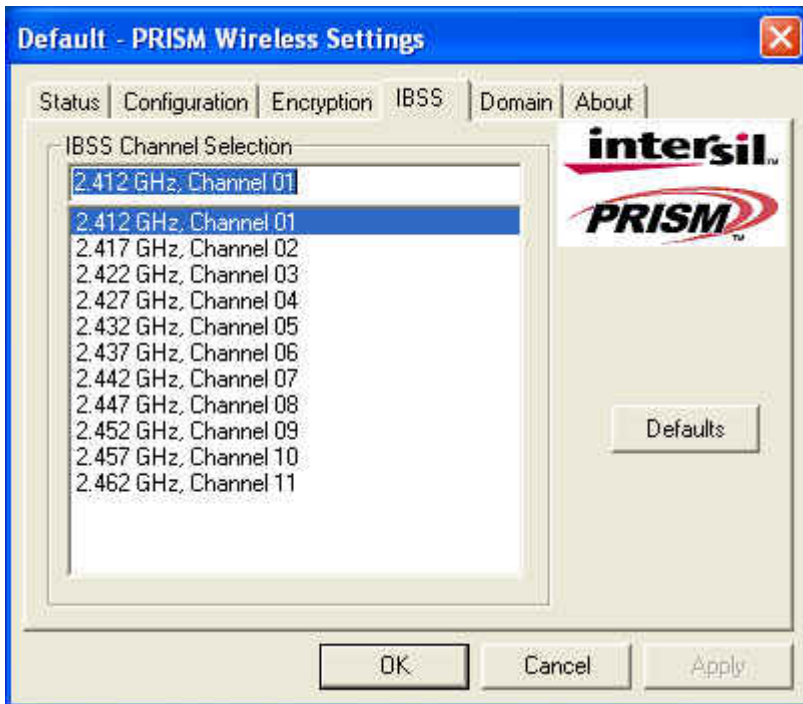 Default - PRISM Wireless Settings
Status Configuration Encryption IBSS Domain About
IBSS Channel Selection
2.412 GHz, Channel 01
2.412 GHz, Channel 01
2.417 GHz, Channel 02
2.422 GHz, Channel 03
2.427 GHz, Channel 04
2.432 GHz, Channel 05
2.437 GHz, Channel 06
2.442 GHz, Channel 07
2.447 GHz, Channel 08
2.452 GHz, Channel 09
2.457 GHz, Channel 10
2.462 GHz, Channel 11
intersil™
PRISM™
Defaults
OK Cancel Apply